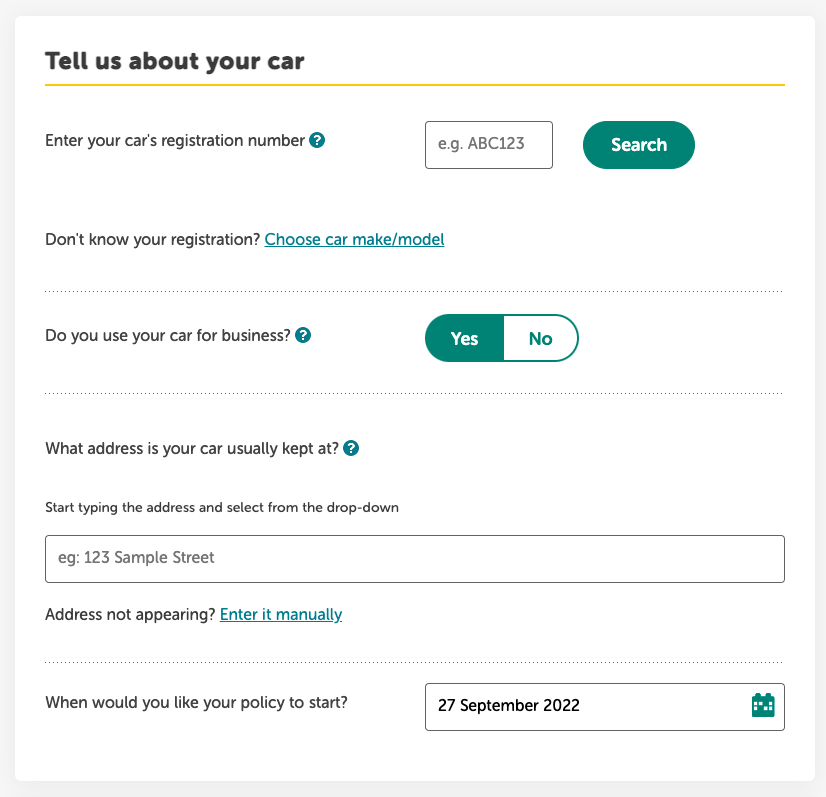 Tell us about your car
Enter your car's registration number ?
e.g. ABC123
Search
Don't know your registration? Choose car make/model
Do you use your car for business? ?
Yes
No
What address is your car usually kept at? ?
Start typing the address and select from the drop-down
eg: 123 Sample Street
Address not appearing? Enter it manually
When would you like your policy to start?
27 September 2022